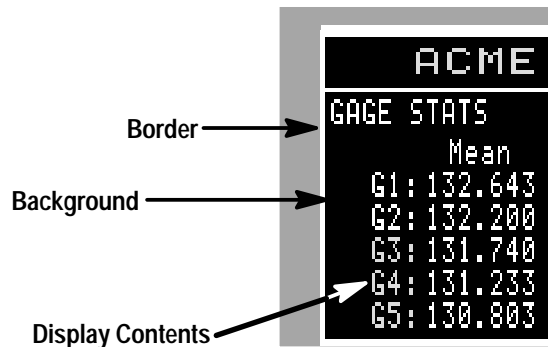 ACME
GAGE STATS
Mean
G1:132.643
G2:132.200
G3:131.740
G4:131.233
G5:130.803
Border
Background
Display Contents